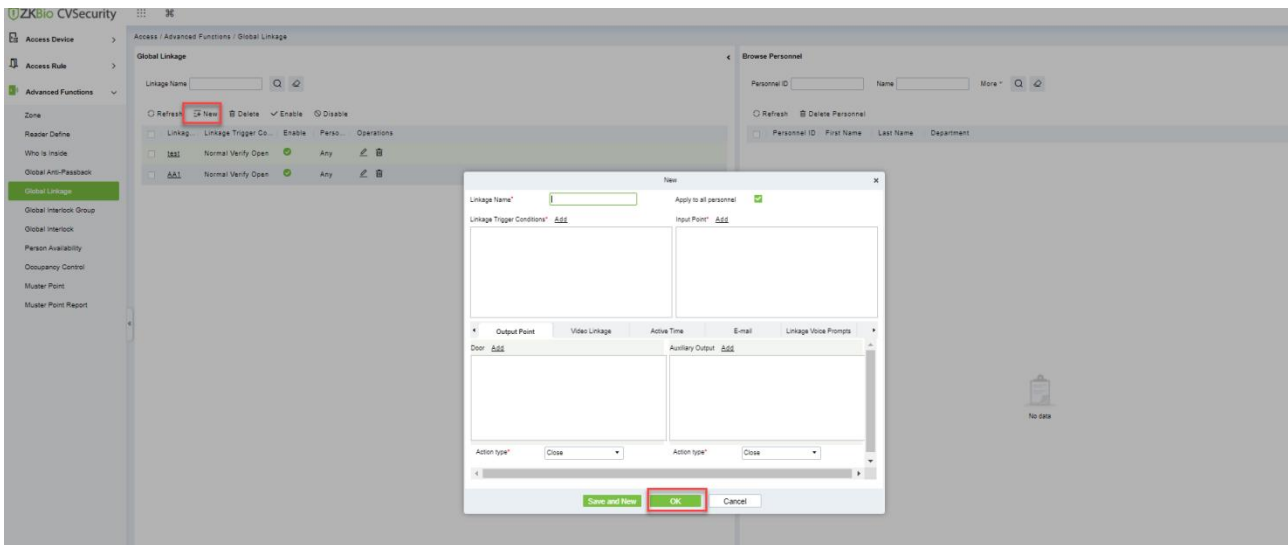 ZKBio CVSecurity
Access Device
Access Rule
Advanced Functions
Zone
Reader Define
Who Is Inside
Global Anti-Passback
Global Linkage
Global Interlock Group
Global Interlock
Person Availability
Occupancy Control
Muster Point
Muster Point Report
Access / Advanced Functions / Global Linkage
Global Linkage
Linkage Name
Refresh New Delete Enable Disable
Linkag... Linkage Trigger Co... Enable Perso... Operations
test Normal Verify Open Any
AA1 Normal Verify Open Any
Browse Personnel
Personnel ID Name More
Refresh Delete Personnel
Personnel ID First Name Last Name Department
No data
New
Linkage Name* Apply to all personnel
Linkage Trigger Conditions* Add Input Point* Add
Output Point Video Linkage Active Time E-mail Linkage Voice Prompts
Door Add Auxiliary Output Add
Action type* Close Action type* Close
Save and New OK Cancel